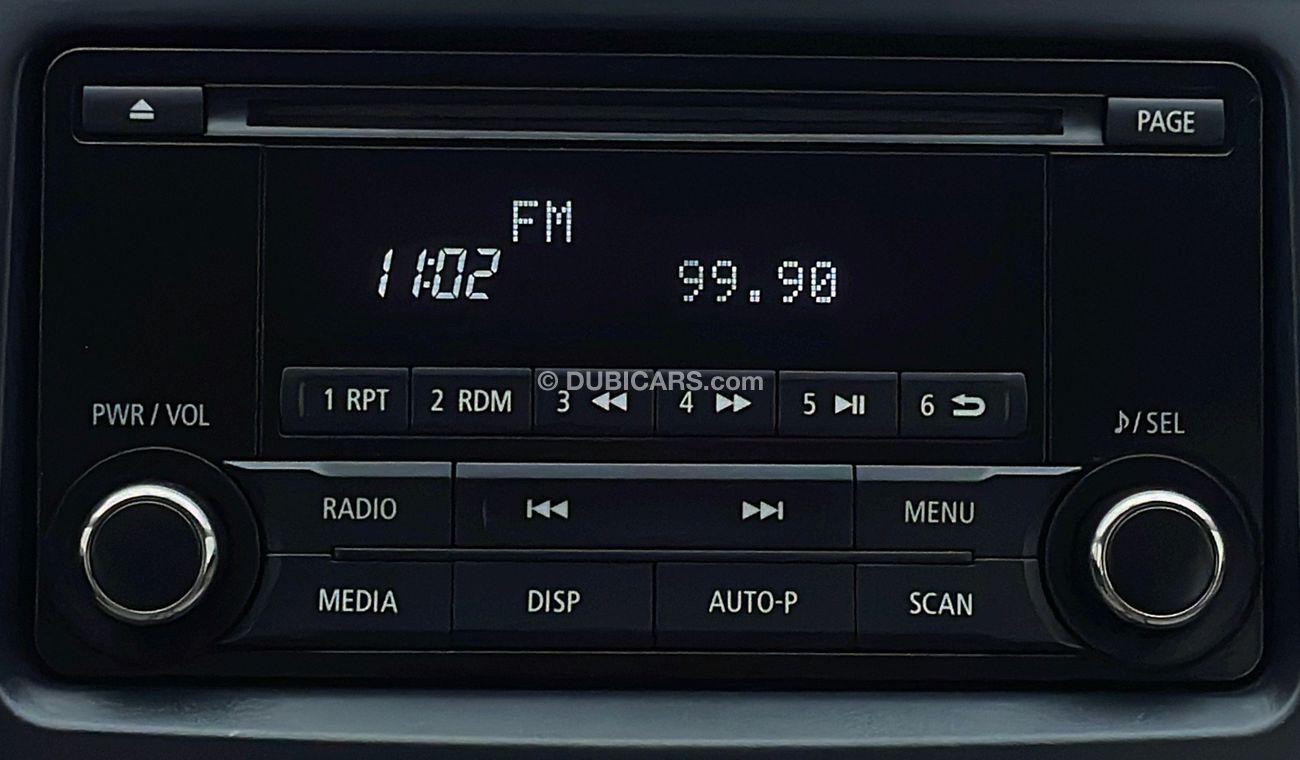 PAGE
FM
11:02 99.90
© DUBICARS.com
1 RPT 2 RDM 3 4 5 6
PWR / VOL
♪/ SEL
RADIO MENU
MEDIA DISP AUTO-P SCAN